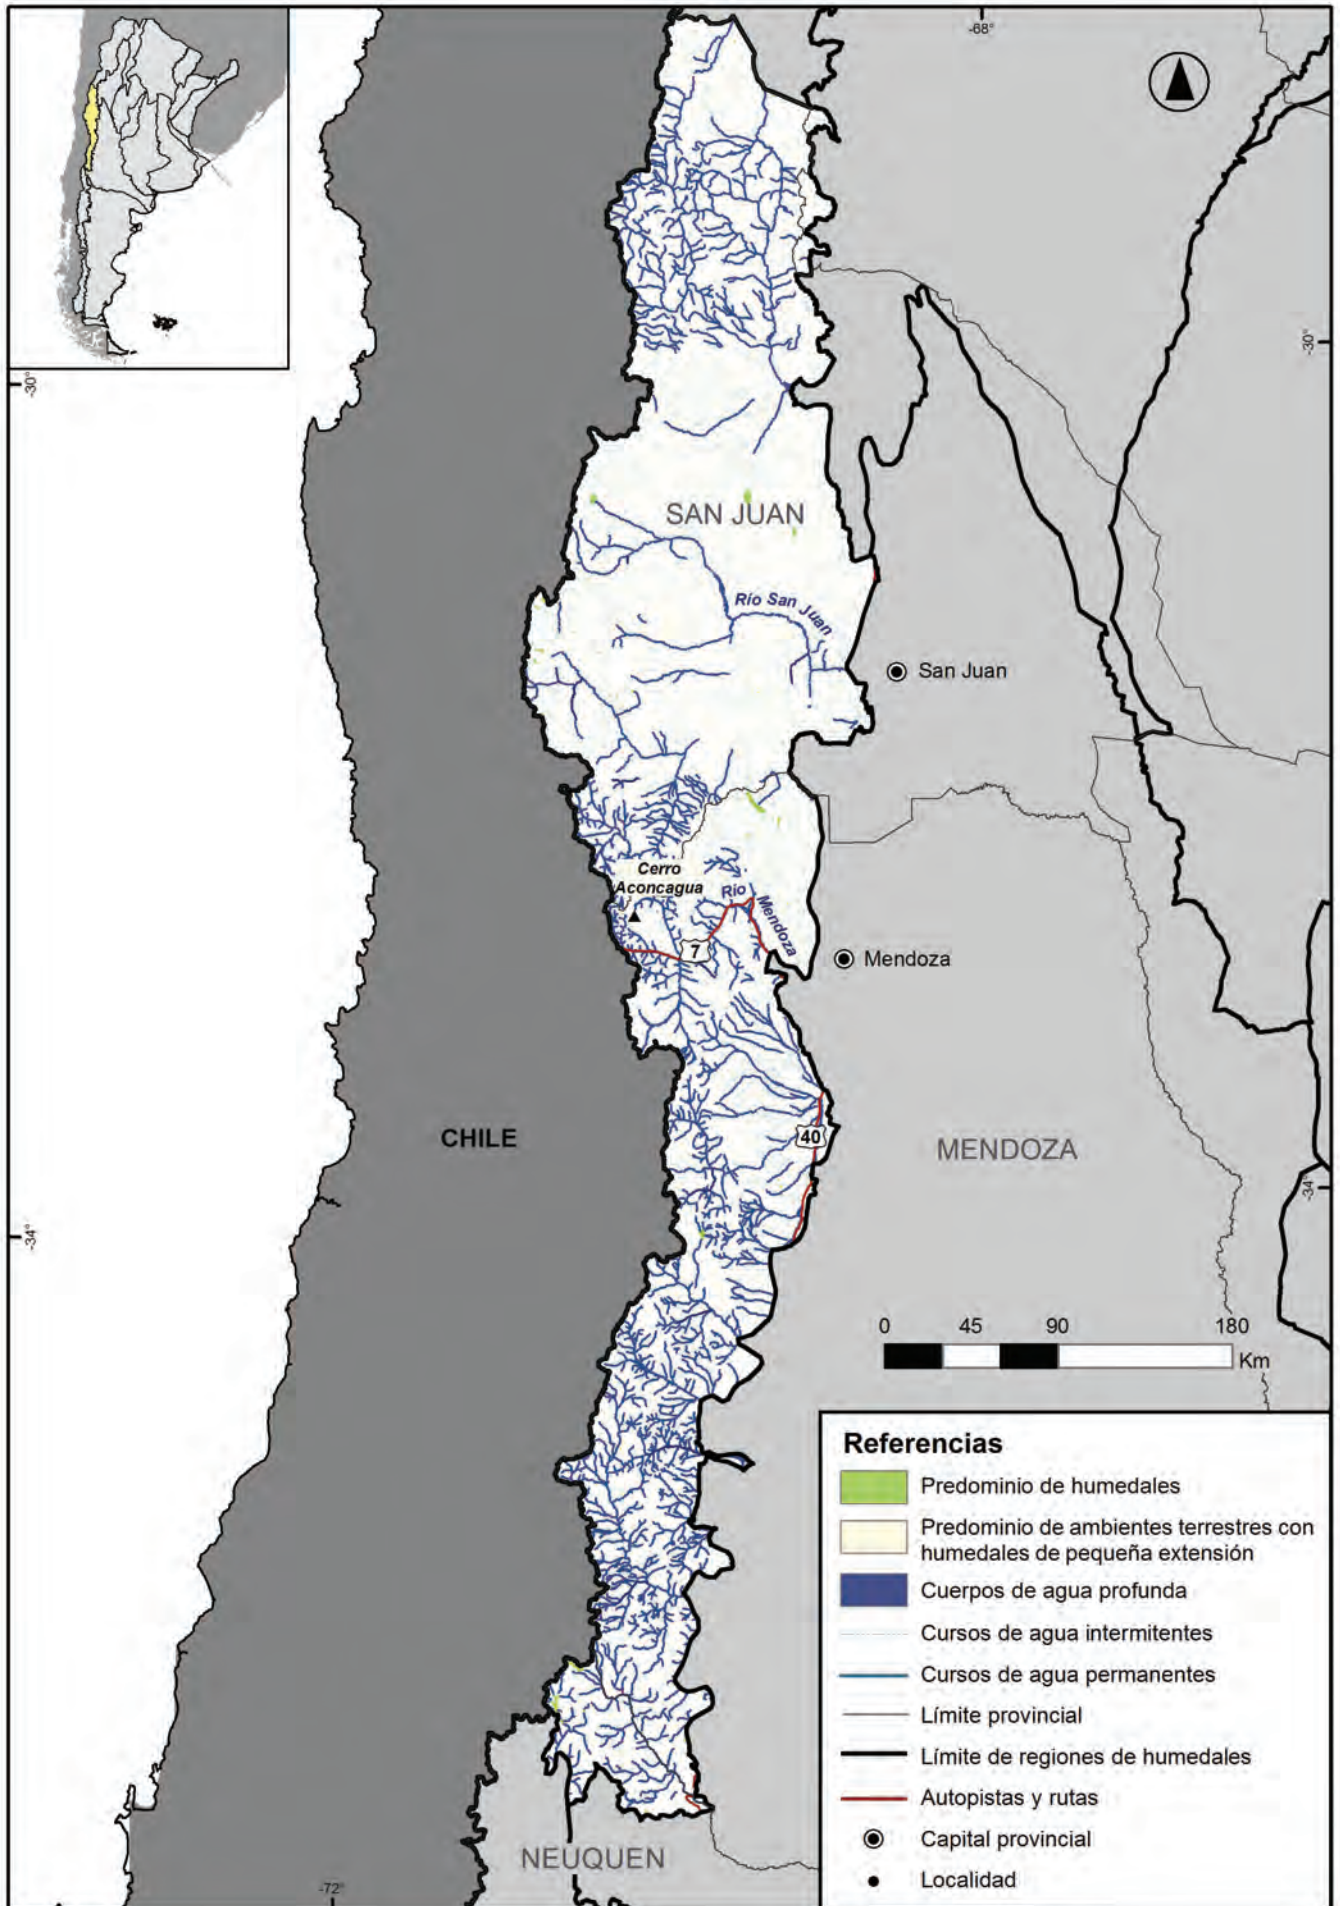 -68°
-30°
-30°
SAN JUAN
Río San Juan
San Juan
Cerro
Aconcagua
Río Mendoza
7
Mendoza
CHILE
40
MENDOZA
-34°
-34°
0 45 90 180
Km
Referencias
Predominio de humedales
Predominio de ambientes terrestres con
humedales de pequeña extensión
Cuerpos de agua profunda
Cursos de agua intermitentes
Cursos de agua permanentes
Límite provincial
Límite de regiones de humedales
Autopistas y rutas
Capital provincial
Localidad
NEUQUEN
-72°